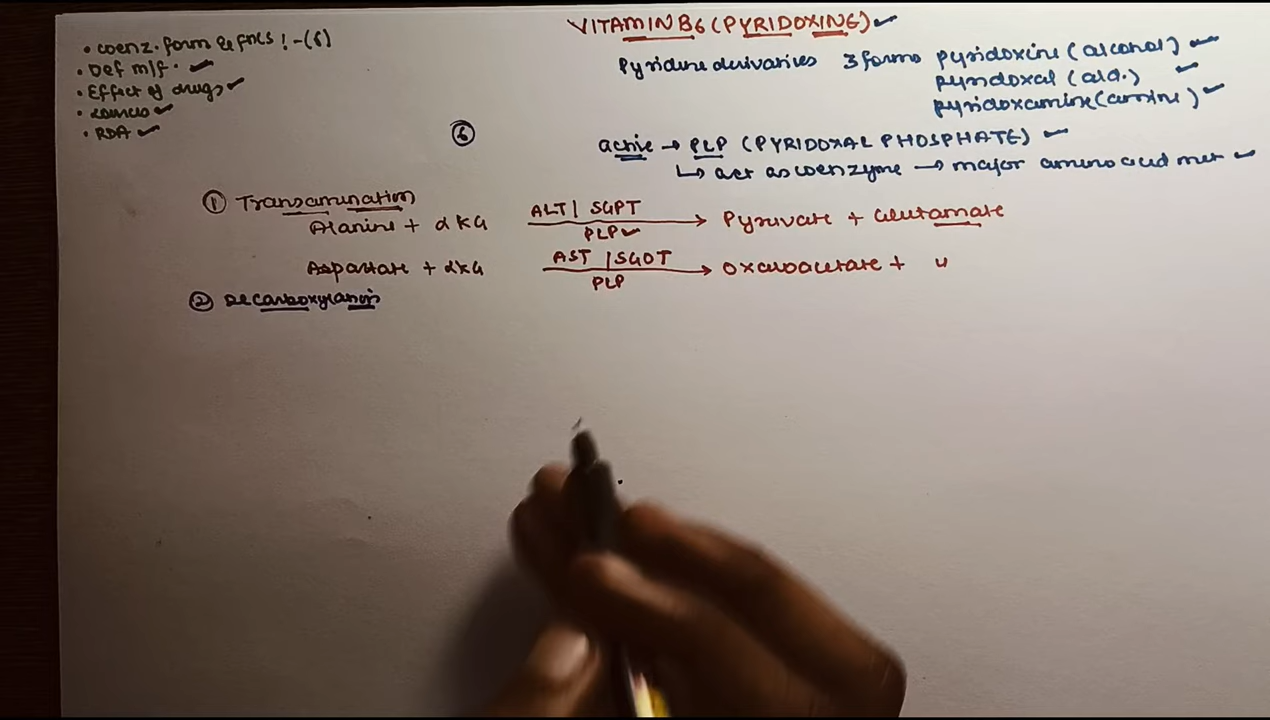 VITAMIN B6 (PYRIDOXINE)
• coenz. form & fncs ! - (6)
• Def m/f.
• Effect of drugs
• sources
• RDA
Pyridine derivatives 3 forms pyridoxine (alcohol)
pyridoxal (ald.)
pyridoxamine (amine)
6
active → PLP (PYRIDOXAL PHOSPHATE)
↳ act as coenzyme → major amino acid met
① Transamination
Alanine + αKG ALT | SGPT PLP → Pyruvate + Glutamate
Aspartate + αKG AST | SGOT PLP → oxaloacetate + "
② Decarboxylation